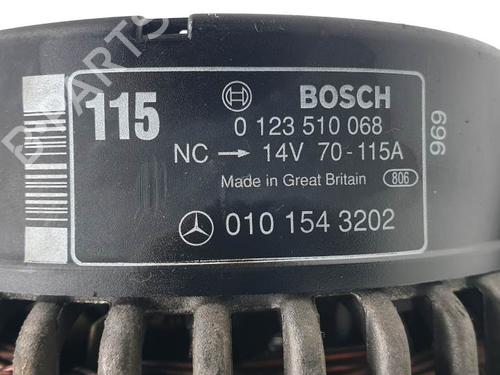 115
BOSCH
0 123 510 068
NC → 14V 70-115A
Made in Great Britain 806
010 154 3202
969